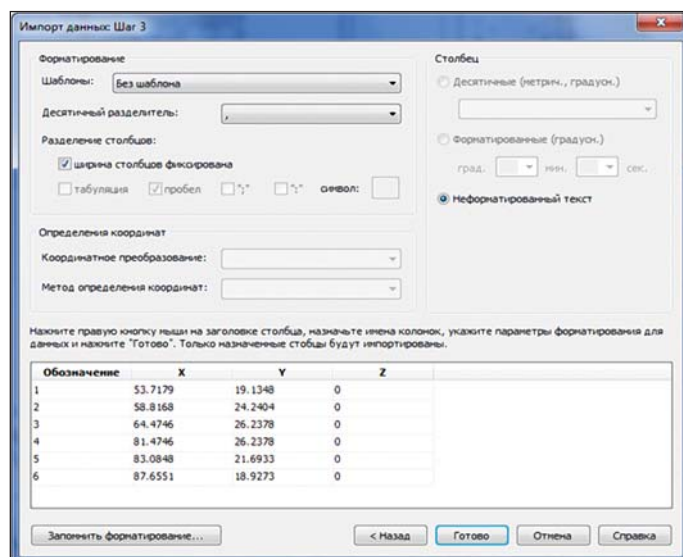 Импорт данных: Шаг 3
Форматирование
Шаблоны: Без шаблона
Десятичный разделитель: ,
Разделение столбцов:
ширина столбцов фиксирована
табуляция пробел ";" ":" символ:
Определения координат
Координатное преобразование:
Метод определения координат:
Столбец
Десятичные (метрич., градусн.)
Форматированные (градусн.)
град. мин. сек.
Неформатированный текст
Нажмите правую кнопку мыши на заголовке столбца, назначьте имена колонок, укажите параметры форматирования для
данных и нажмите "Готово". Только назначенные стобцы будут импортированы.
Обозначение X Y Z
1 53.7179 19.1348 0
2 58.8168 24.2404 0
3 64.4746 26.2378 0
4 81.4746 26.2378 0
5 83.0848 21.6933 0
6 87.6551 18.9273 0
Запомнить форматирование... < Назад Готово Отмена Справка